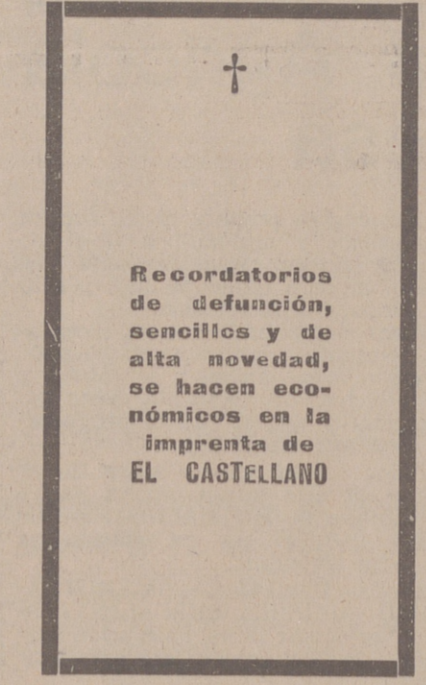 †
Recordatorios
de defunción,
sencillos y de
alta novedad,
se hacen eco-
nómicos en la
imprenta de
EL CASTELLANO